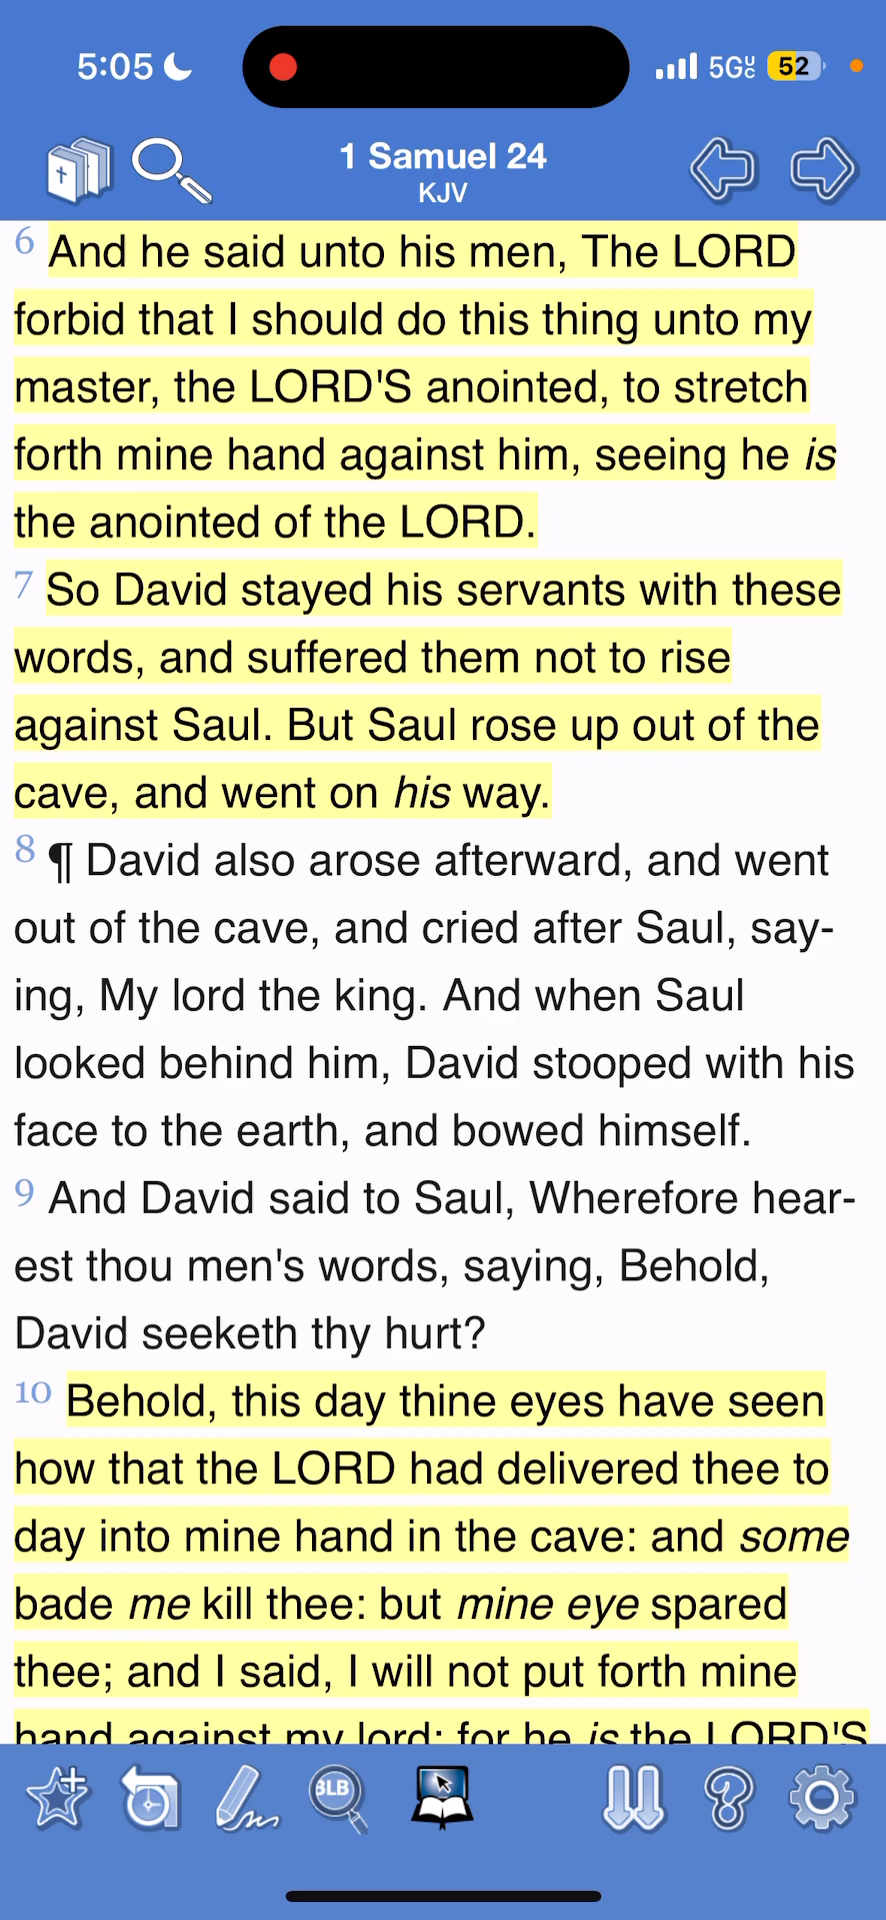 5:05
5G
52
1 Samuel 24
KJV
6 And he said unto his men, The LORD
forbid that I should do this thing unto my
master, the LORD'S anointed, to stretch
forth mine hand against him, seeing he is
the anointed of the LORD.
7 So David stayed his servants with these
words, and suffered them not to rise
against Saul. But Saul rose up out of the
cave, and went on his way.
8 ¶ David also arose afterward, and went
out of the cave, and cried after Saul, say-
ing, My lord the king. And when Saul
looked behind him, David stooped with his
face to the earth, and bowed himself.
9 And David said to Saul, Wherefore hear-
est thou men's words, saying, Behold,
David seeketh thy hurt?
10 Behold, this day thine eyes have seen
how that the LORD had delivered thee to
day into mine hand in the cave: and some
bade me kill thee: but mine eye spared
thee; and I said, I will not put forth mine
hand against my lord; for he is the LORD'S
BLB